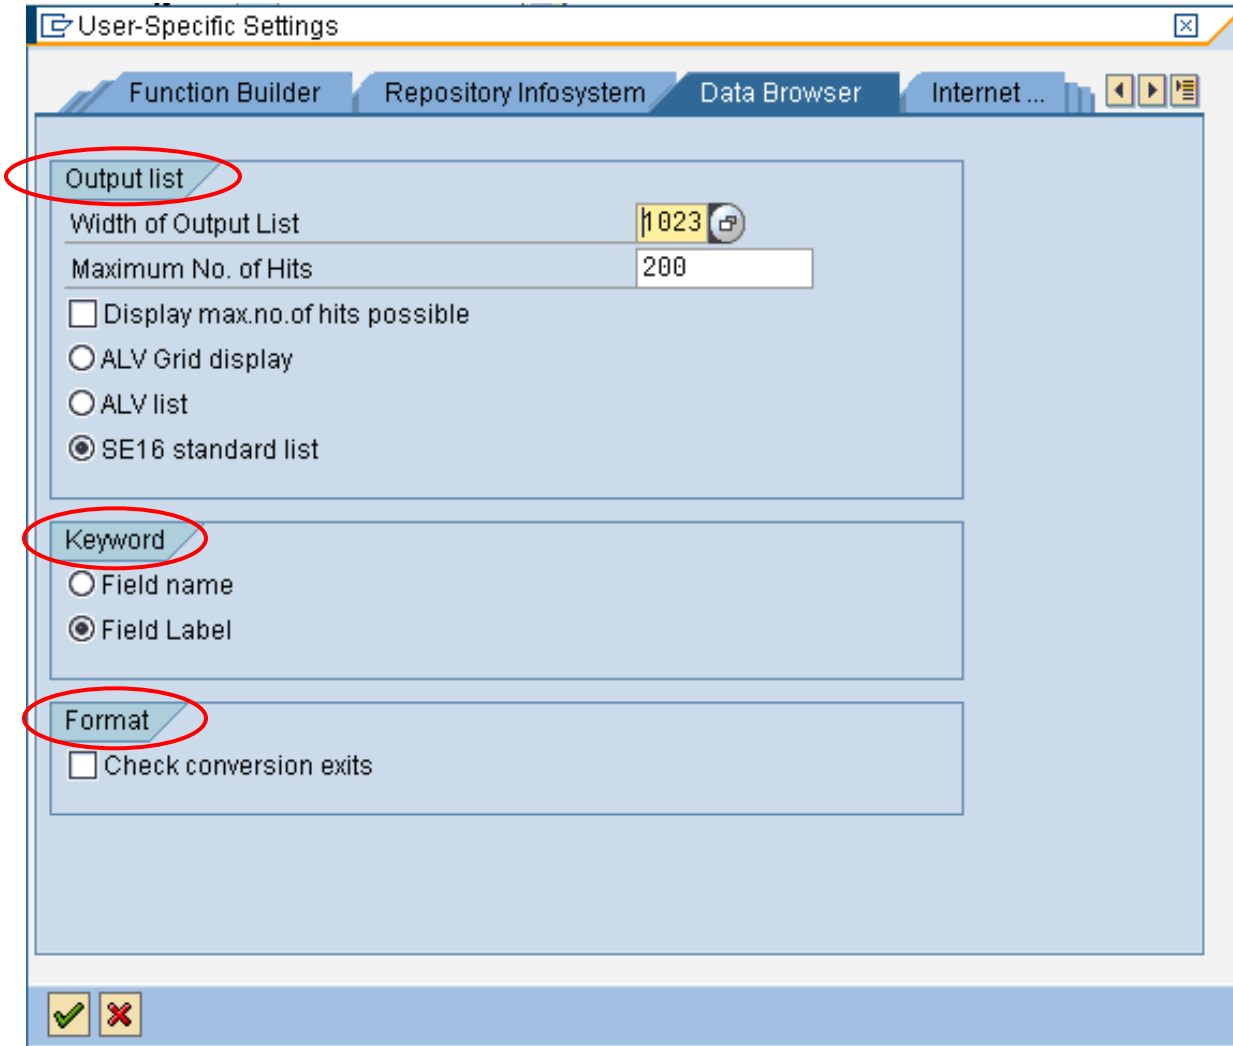 User-Specific Settings
Function Builder Repository Infosystem Data Browser Internet ...
Output list
Width of Output List 1023
Maximum No. of Hits 200
Display max.no.of hits possible
ALV Grid display
ALV list
SE16 standard list
Keyword
Field name
Field Label
Format
Check conversion exits